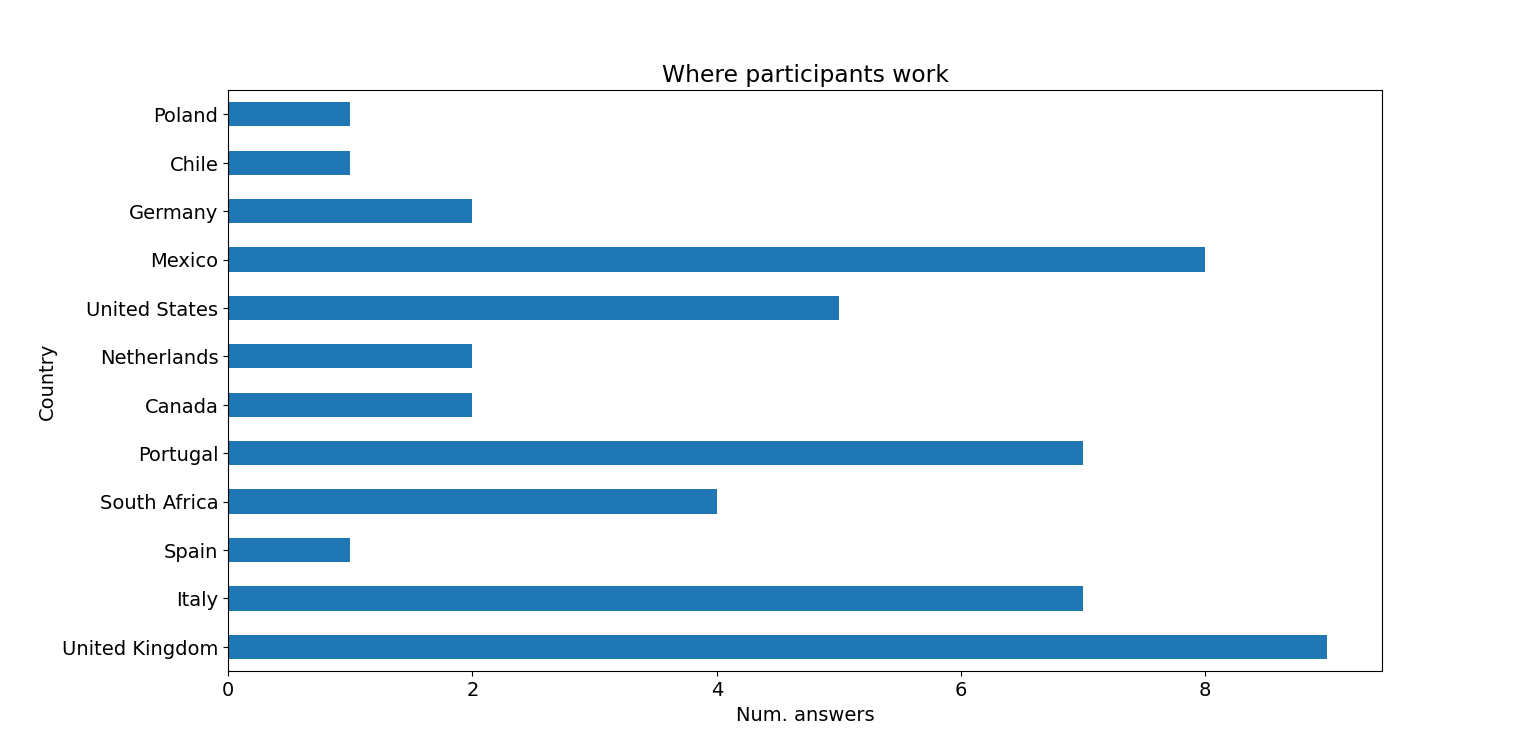 Where participants work
Poland
Chile
Germany
Mexico
United States
Netherlands
Canada
Portugal
South Africa
Spain
Italy
United Kingdom
Country
0 2 4 6 8
Num. answers